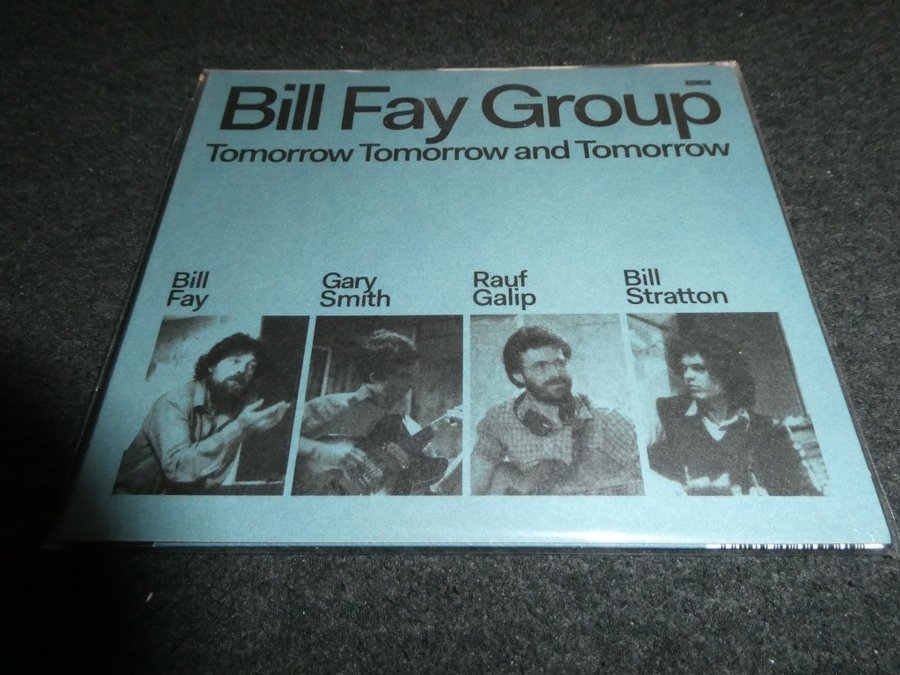 Bill Fay Group
Tomorrow Tomorrow and Tomorrow
Bill
Fay
Gary
Smith
Rauf
Galip
Bill
Stratton